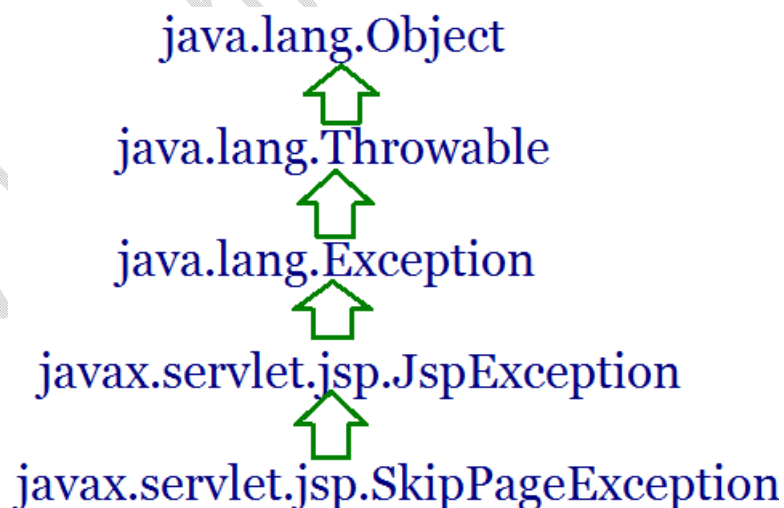 java.lang.Object
java.lang.Throwable
java.lang.Exception
javax.servlet.jsp.JspException
javax.servlet.jsp.SkipPageException